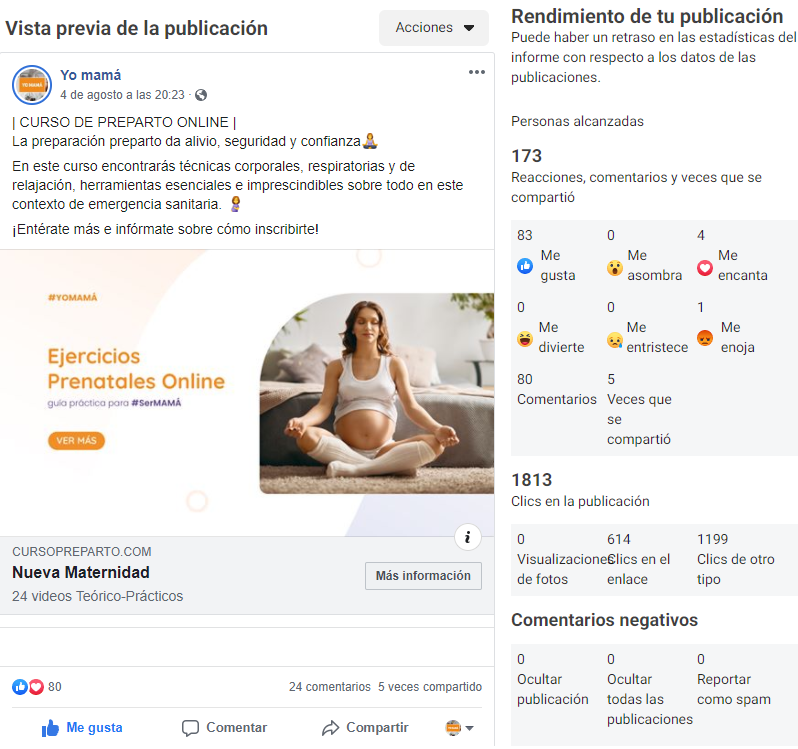 Vista previa de la publicación
Acciones
Yo mamá
4 de agosto a las 20:23 ·
| CURSO DE PREPARTO ONLINE |
La preparación preparto da alivio, seguridad y confianza
En este curso encontrarás técnicas corporales, respiratorias y de
relajación, herramientas esenciales e imprescindibles sobre todo en este
contexto de emergencia sanitaria.
¡Entérate más e infórmate sobre cómo inscribirte!
#YOMAMÁ
Ejercicios
Prenatales Online
guía práctica para #SerMAMÁ
VER MÁS
CURSOPREPARTO.COM
Nueva Maternidad
24 videos Teórico-Prácticos
Más información
80
24 comentarios 5 veces compartido
Me gusta
Comentar
Compartir
Rendimiento de tu publicación
Puede haber un retraso en las estadísticas del
informe con respecto a los datos de las
publicaciones.
Personas alcanzadas
173
Reacciones, comentarios y veces que se
compartió
83
Me
gusta
0
Me
asombra
4
Me
encanta
0
Me
divierte
0
Me
entristece
1
Me
enoja
80
Comentarios
5
Veces que
se
compartió
1813
Clics en la publicación
0
Visualizaciones
de fotos
614
Clics en el
enlace
1199
Clics de otro
tipo
Comentarios negativos
0
Ocultar
publicación
0
Ocultar
todas las
publicaciones
0
Reportar
como spam